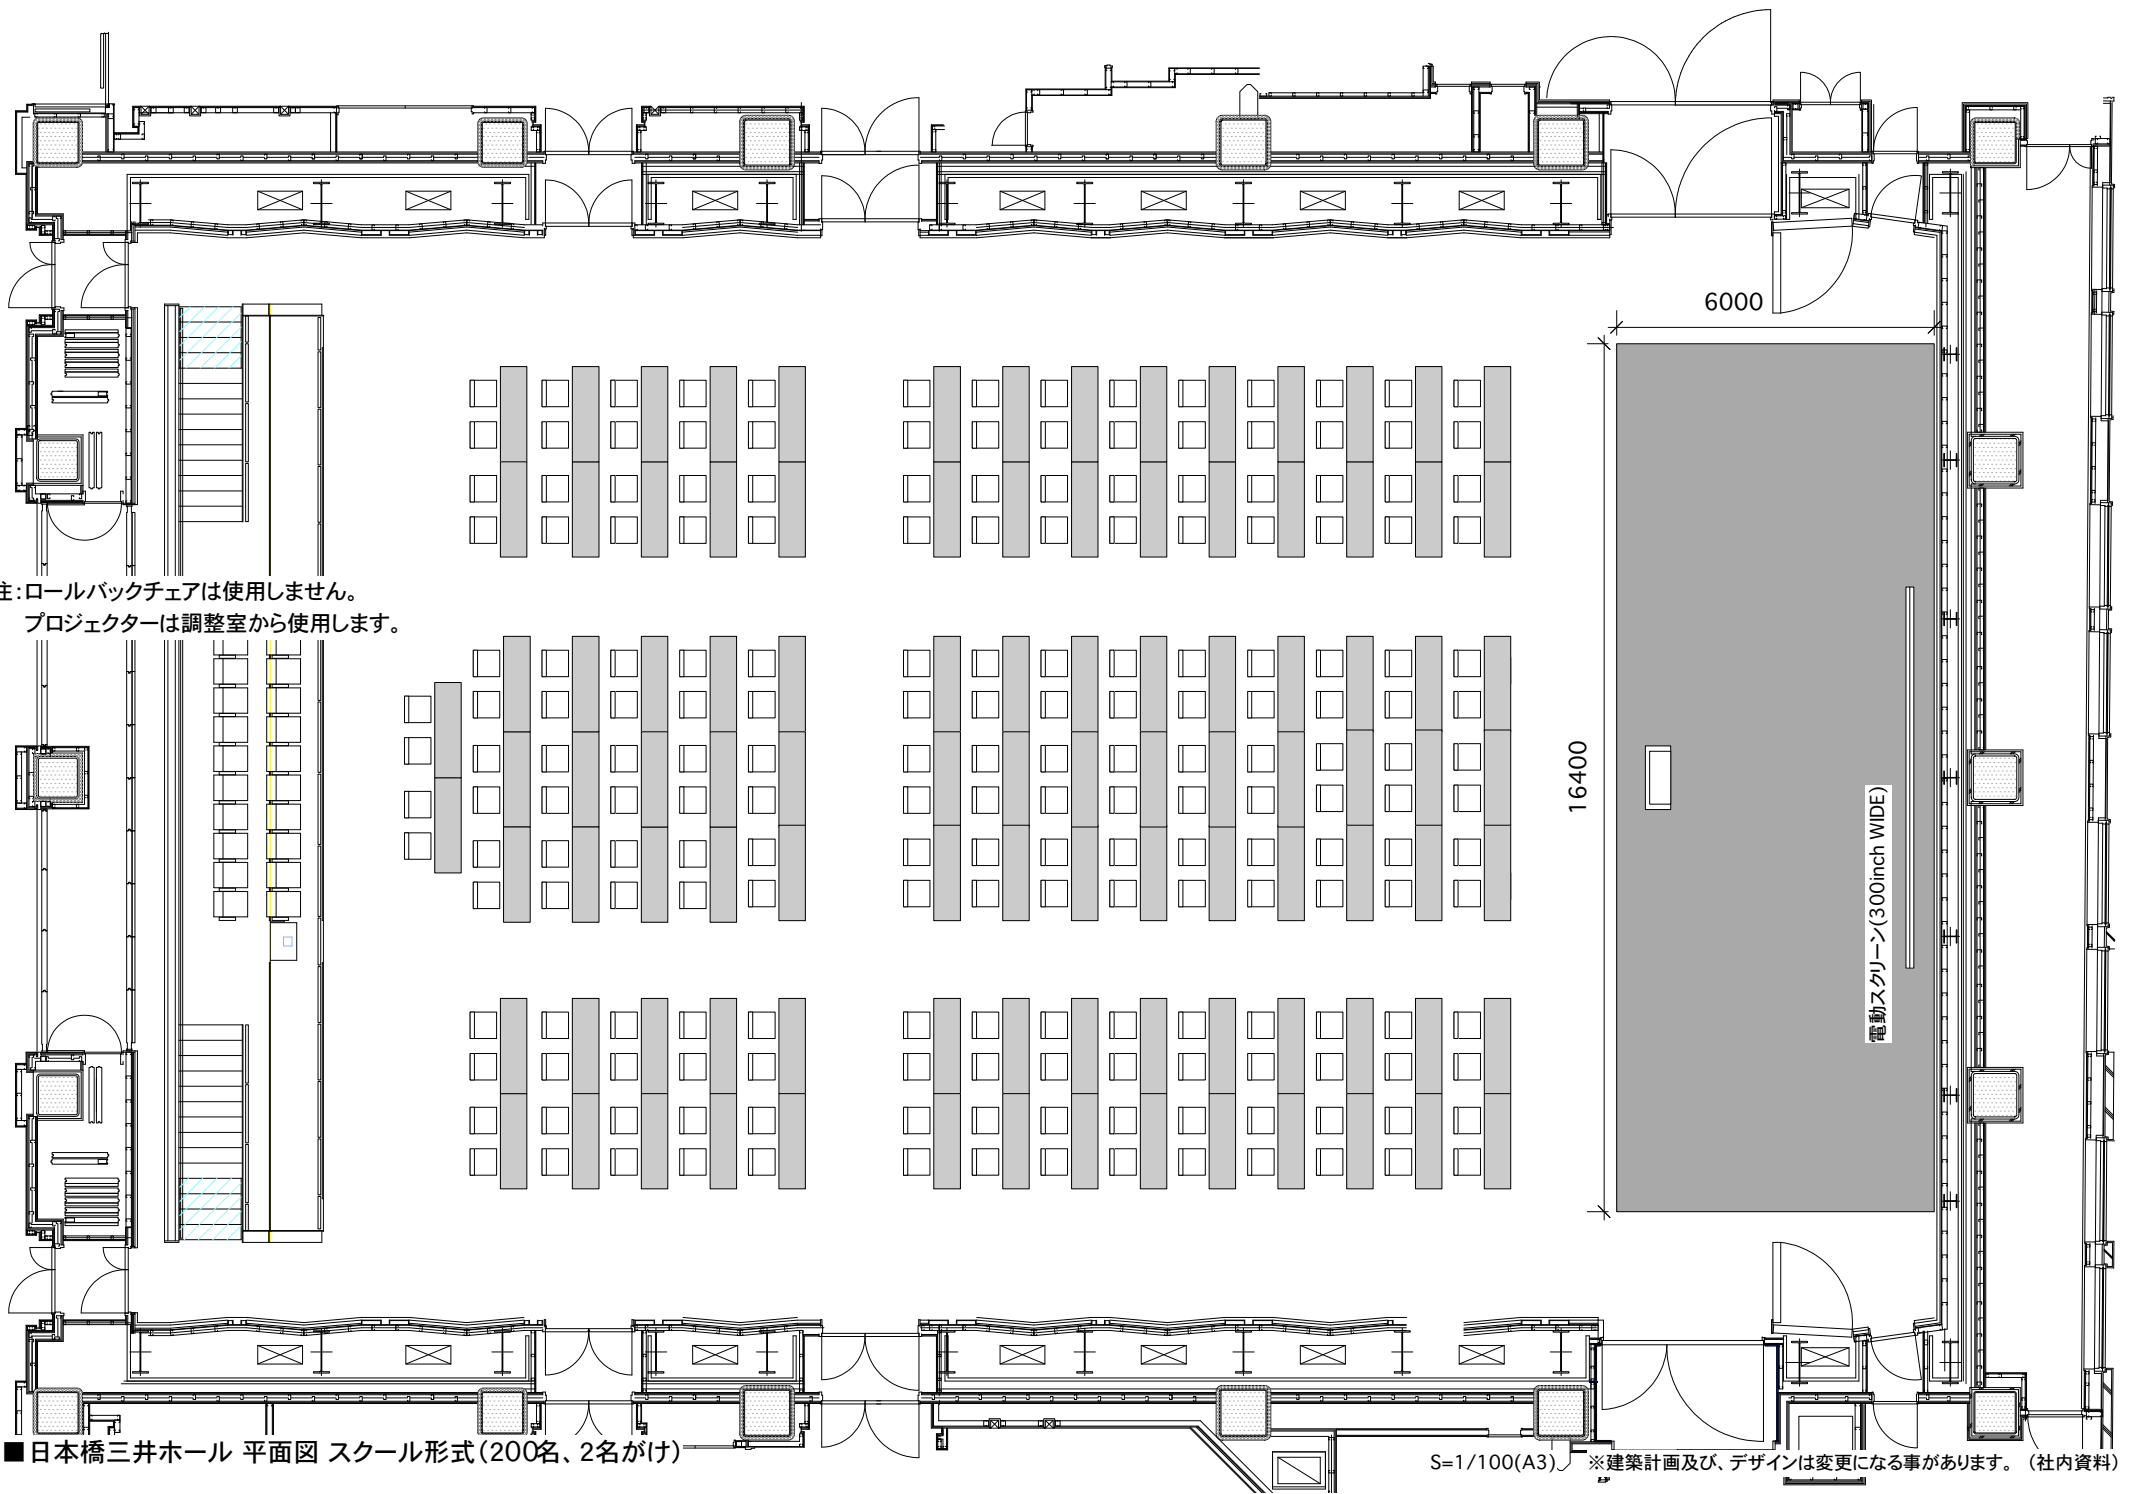 6000
注:ロールバックチェアは使用しません。
プロジェクターは調整室から使用します。
16400
電動スクリーン(300inch WIDE)
■日本橋三井ホール 平面図 スクール形式(200名、2名がけ)
S=1/100(A3)
※建築計画及び、デザインは変更になる事があります。(社内資料)